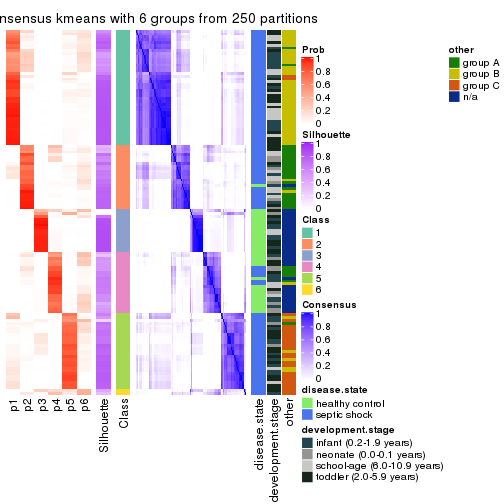 nsensus kmeans with 6 groups from 250 partitions
Prob
1
0.8
0.6
0.4
0.2
0
Silhouette
1
0.8
0.6
0.4
0.2
0
Class
1
2
3
4
5
6
Consensus
1
0.8
0.6
0.4
0.2
0
disease.state
healthy control
septic shock
development.stage
infant (0.2-1.9 years)
neonate (0.0-0.1 years)
school-age (6.0-10.9 years)
toddler (2.0-5.9 years)
other
group A
group B
group C
n/a
p1
p2
p3
p4
p5
p6
Silhouette
Class
disease.state
development.stage
other